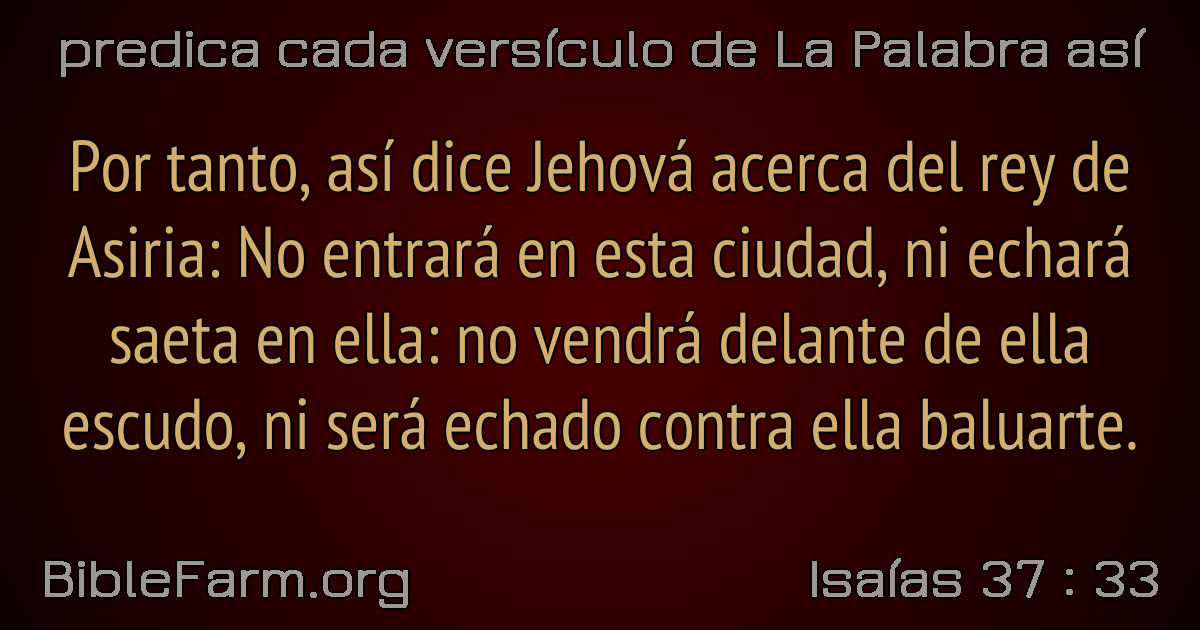 predica cada versículo de La Palabra así
Por tanto, así dice Jehová acerca del rey de
Asiria: No entrará en esta ciudad, ni echará
saeta en ella: no vendrá delante de ella
escudo, ni será echado contra ella baluarte.
BibleFarm.org
Isaías 37 : 33